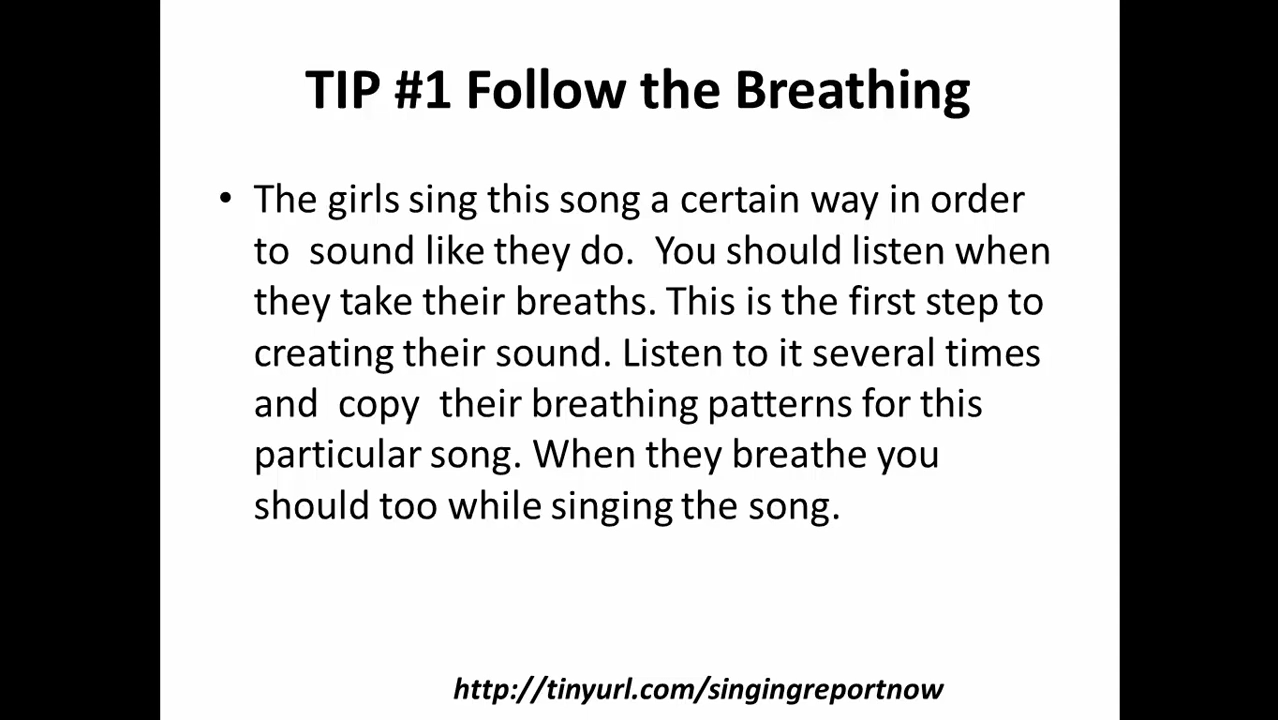 TIP #1 Follow the Breathing
• The girls sing this song a certain way in order
to  sound like they do.  You should listen when
they take their breaths. This is the first step to
creating their sound. Listen to it several times
and  copy  their breathing patterns for this
particular song. When they breathe you
should too while singing the song.
http://tinyurl.com/singingreportnow